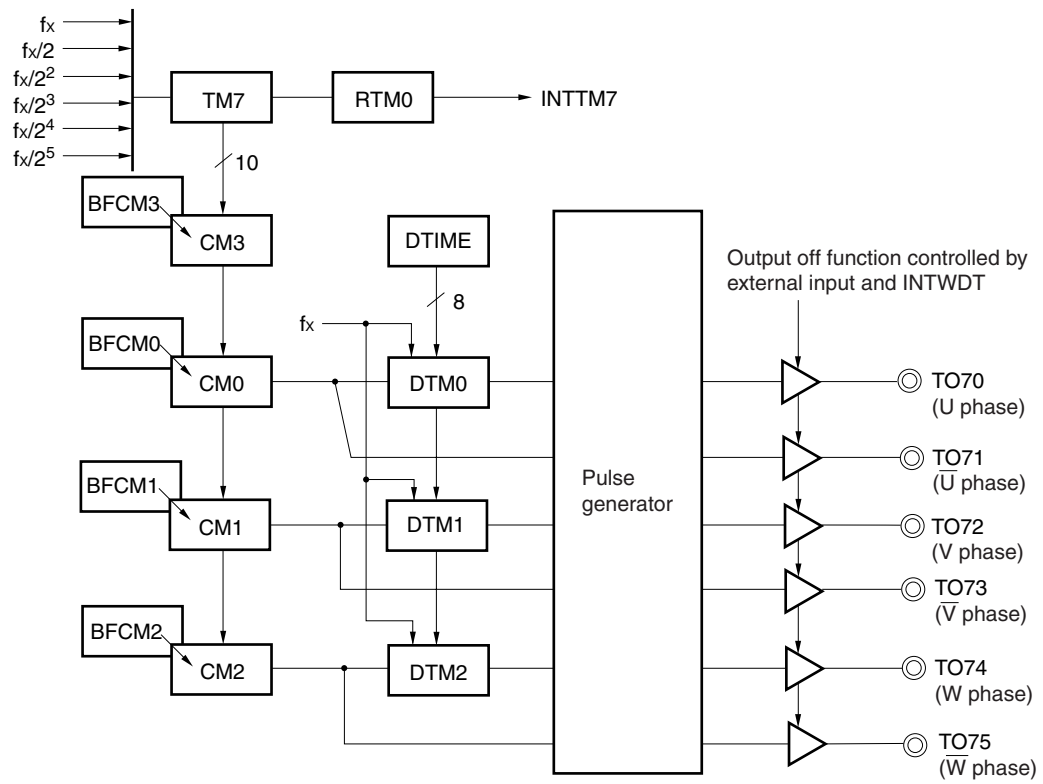 fx
fx/2
fx/2²
fx/2³
fx/2⁴
fx/2⁵
TM7
RTM0
INTTM7
10
BFCM3
CM3
DTIME
8
fx
Output off function controlled by
external input and INTWDT
BFCM0
CM0
DTM0
TO70
(U phase)
BFCM1
CM1
DTM1
Pulse
generator
TO71
(U̅ phase)
TO72
(V phase)
TO73
(V̅ phase)
BFCM2
CM2
DTM2
TO74
(W phase)
TO75
(W̅ phase)